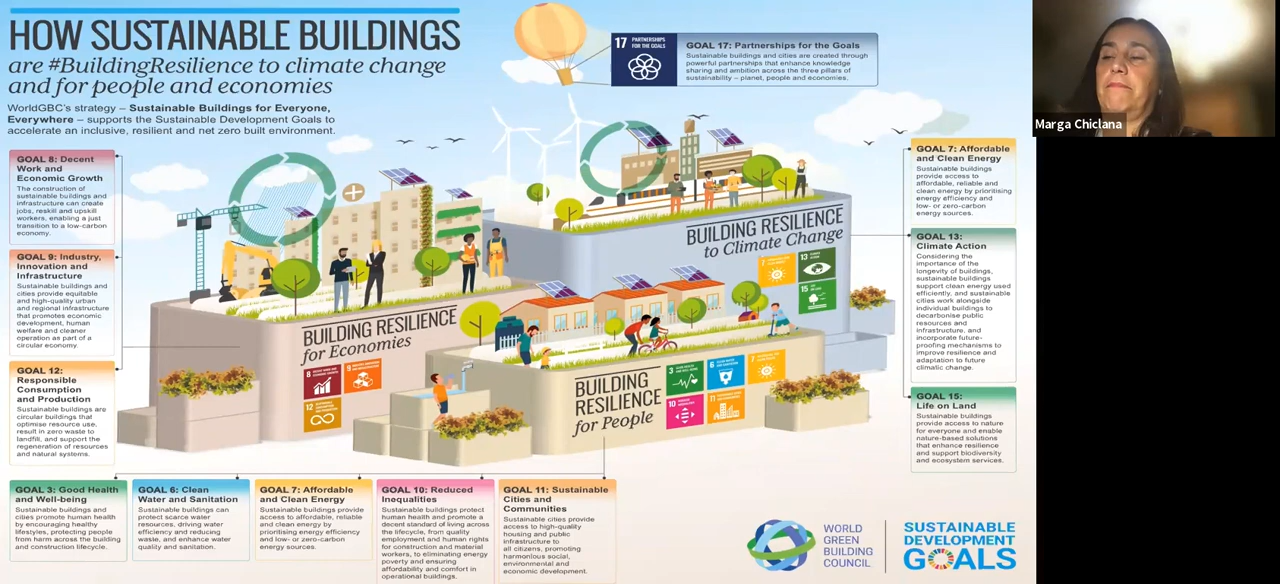 HOW SUSTAINABLE BUILDINGS
are #BuildingResilience to climate change
and for people and economies
WorldGBC's strategy – Sustainable Buildings for Everyone,
Everywhere – supports the Sustainable Development Goals to
accelerate an inclusive, resilient and net zero built environment.
17 PARTNERSHIPS
FOR THE GOALS
GOAL 17: Partnerships for the Goals
Sustainable buildings and cities are created through
powerful partnerships that enhance knowledge
sharing and ambition across the three pillars of
sustainability – planet, people and economies.
Marga Chiclana
GOAL 8: Decent
Work and
Economic Growth
The construction of
sustainable buildings and
infrastructure can create
jobs, reskill and upskill
workers, enabling a just
transition to a low-carbon
economy.
GOAL 9: Industry,
Innovation and
Infrastructure
Sustainable buildings and
cities provide equitable
and high-quality urban
and regional infrastructure
that promotes economic
development, human
welfare and cleaner
operation as part of a
circular economy.
GOAL 12:
Responsible
Consumption
and Production
Sustainable buildings are
circular buildings that
optimise resource use,
result in zero waste to
landfill, and support the
regeneration of resources
and natural systems.
BUILDING RESILIENCE
for Economies
8
9
12
BUILDING
RESILIENCE
for People
3
6
7
10
11
BUILDING RESILIENCE
to Climate Change
7
13
15
GOAL 7: Affordable
and Clean Energy
Sustainable buildings
provide access to
affordable, reliable and
clean energy by prioritising
energy efficiency and
low- or zero-carbon
energy sources.
GOAL 13:
Climate Action
Considering the
importance of the
longevity of buildings,
sustainable buildings
support clean energy used
efficiently, and sustainable
cities work alongside
individual buildings to
decarbonise public
resources and
infrastructure, and
incorporate future-
proofing mechanisms to
improve resilience and
adaptation to future
climatic change.
GOAL 15:
Life on Land
Sustainable buildings
provide access to nature
for everyone and enable
nature-based solutions
that enhance resilience
and support biodiversity
and ecosystem services.
GOAL 3: Good Health
and Well-being
Sustainable buildings and
cities promote human health
by encouraging healthy
lifestyles, protecting people
from harm across the building
and construction lifecycle.
GOAL 6: Clean
Water and Sanitation
Sustainable buildings can
protect scarce water
resources, driving water
efficiency and reducing
waste, and enhance water
quality and sanitation.
GOAL 7: Affordable
and Clean Energy
Sustainable buildings provide
access to affordable, reliable
and clean energy by
prioritising energy efficiency
and low- or zero-carbon
energy sources.
GOAL 10: Reduced
Inequalities
Sustainable buildings protect
human health and promote a
decent standard of living across
the lifecycle, from quality
employment and human rights
for construction and material
workers, to eliminating energy
poverty and ensuring
affordability and comfort in
operational buildings.
GOAL 11: Sustainable
Cities and
Communities
Sustainable cities provide
access to high-quality
housing and public
infrastructure to
all citizens, promoting
harmonious social,
environmental and
economic development.
WORLD
GREEN
BUILDING
COUNCIL
SUSTAINABLE
DEVELOPMENT
GOALS